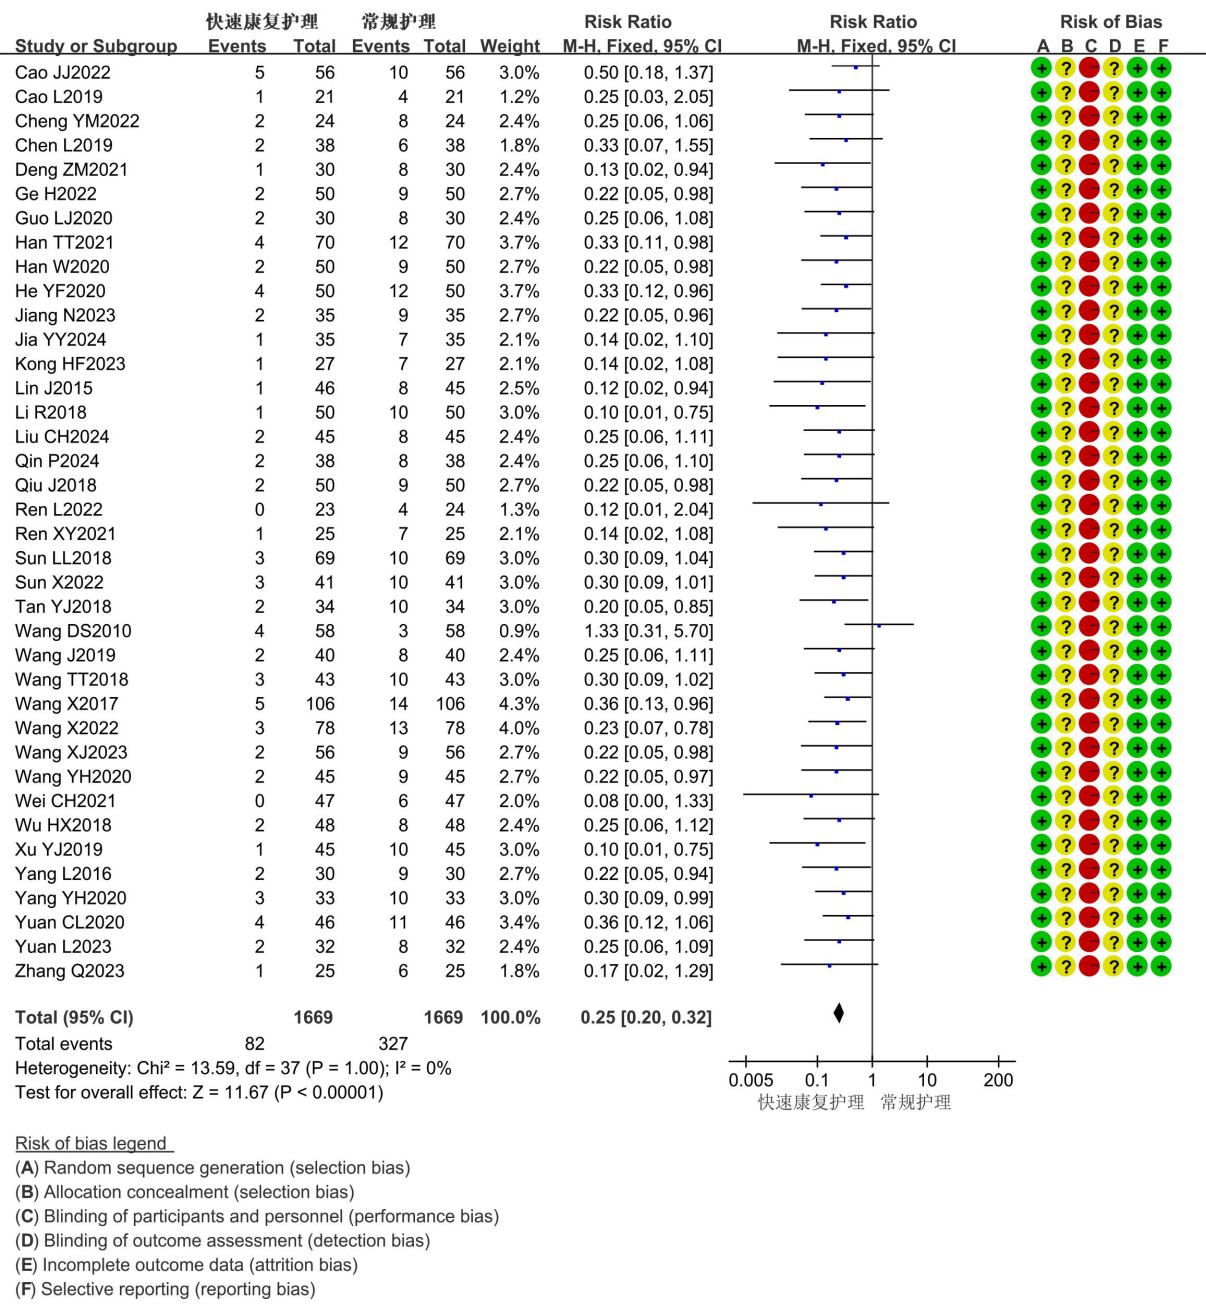 快速康复护理 常规护理 Risk Ratio Risk Ratio Risk of Bias
Study or Subgroup Events Total Events Total Weight M-H, Fixed, 95% CI M-H, Fixed, 95% CI A B C D E F
Cao JJ2022 5 56 10 56 3.0% 0.50 [0.18, 1.37] + ? - ? + +
Cao L2019 1 21 4 21 1.2% 0.25 [0.03, 2.05] + ? - ? + +
Cheng YM2022 2 24 8 24 2.4% 0.25 [0.06, 1.06] + ? - ? + +
Chen L2019 2 38 6 38 1.8% 0.33 [0.07, 1.55] + ? - ? + +
Deng ZM2021 1 30 8 30 2.4% 0.13 [0.02, 0.94] + ? - ? + +
Ge H2022 2 50 9 50 2.7% 0.22 [0.05, 0.98] + ? - ? + +
Guo LJ2020 2 30 8 30 2.4% 0.25 [0.06, 1.08] + ? - ? + +
Han TT2021 4 70 12 70 3.7% 0.33 [0.11, 0.98] + ? - ? + +
Han W2020 2 50 9 50 2.7% 0.22 [0.05, 0.98] + ? - ? + +
He YF2020 4 50 12 50 3.7% 0.33 [0.12, 0.96] + ? - ? + +
Jiang N2023 2 35 9 35 2.7% 0.22 [0.05, 0.96] + ? - ? + +
Jia YY2024 1 35 7 35 2.1% 0.14 [0.02, 1.10] + ? - ? + +
Kong HF2023 1 27 7 27 2.1% 0.14 [0.02, 1.08] + ? - ? + +
Lin J2015 1 46 8 45 2.5% 0.12 [0.02, 0.94] + ? - ? + +
Li R2018 1 50 10 50 3.0% 0.10 [0.01, 0.75] + ? - ? + +
Liu CH2024 2 45 8 45 2.4% 0.25 [0.06, 1.11] + ? - ? + +
Qin P2024 2 38 8 38 2.4% 0.25 [0.06, 1.10] + ? - ? + +
Qiu J2018 2 50 9 50 2.7% 0.22 [0.05, 0.98] + ? - ? + +
Ren L2022 0 23 4 24 1.3% 0.12 [0.01, 2.04] + ? - ? + +
Ren XY2021 1 25 7 25 2.1% 0.14 [0.02, 1.08] + ? - ? + +
Sun LL2018 3 69 10 69 3.0% 0.30 [0.09, 1.04] + ? - ? + +
Sun X2022 3 41 10 41 3.0% 0.30 [0.09, 1.01] + ? - ? + +
Tan YJ2018 2 34 10 34 3.0% 0.20 [0.05, 0.85] + ? - ? + +
Wang DS2010 4 58 3 58 0.9% 1.33 [0.31, 5.70] + ? - ? + +
Wang J2019 2 40 8 40 2.4% 0.25 [0.06, 1.11] + ? - ? + +
Wang TT2018 3 43 10 43 3.0% 0.30 [0.09, 1.02] + ? - ? + +
Wang X2017 5 106 14 106 4.3% 0.36 [0.13, 0.96] + ? - ? + +
Wang X2022 3 78 13 78 4.0% 0.23 [0.07, 0.78] + ? - ? + +
Wang XJ2023 2 56 9 56 2.7% 0.22 [0.05, 0.98] + ? - ? + +
Wang YH2020 2 45 9 45 2.7% 0.22 [0.05, 0.97] + ? - ? + +
Wei CH2021 0 47 6 47 2.0% 0.08 [0.00, 1.33] + ? - ? + +
Wu HX2018 2 48 8 48 2.4% 0.25 [0.06, 1.12] + ? - ? + +
Xu YJ2019 1 45 10 45 3.0% 0.10 [0.01, 0.75] + ? - ? + +
Yang L2016 2 30 9 30 2.7% 0.22 [0.05, 0.94] + ? - ? + +
Yang YH2020 3 33 10 33 3.0% 0.30 [0.09, 0.99] + ? - ? + +
Yuan CL2020 4 46 11 46 3.4% 0.36 [0.12, 1.06] + ? - ? + +
Yuan L2023 2 32 8 32 2.4% 0.25 [0.06, 1.09] + ? - ? + +
Zhang Q2023 1 25 6 25 1.8% 0.17 [0.02, 1.29] + ? - ? + +
Total (95% CI) 1669 1669 100.0% 0.25 [0.20, 0.32]
Total events 82 327
Heterogeneity: Chi² = 13.59, df = 37 (P = 1.00); I² = 0%
Test for overall effect: Z = 11.67 (P < 0.00001)
0.005 0.1 1 10 200
快速康复护理 常规护理
Risk of bias legend
(A) Random sequence generation (selection bias)
(B) Allocation concealment (selection bias)
(C) Blinding of participants and personnel (performance bias)
(D) Blinding of outcome assessment (detection bias)
(E) Incomplete outcome data (attrition bias)
(F) Selective reporting (reporting bias)